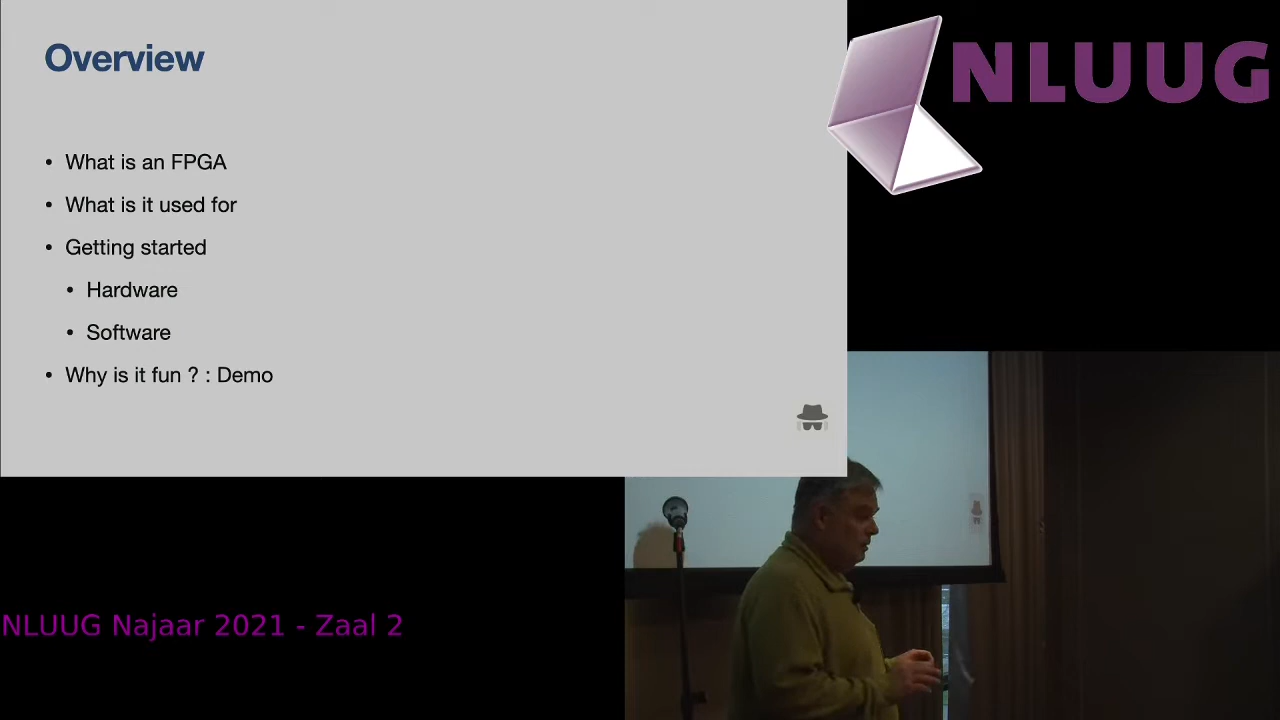 Overview
• What is an FPGA
• What is it used for
• Getting started
• Hardware
• Software
• Why is it fun ? : Demo
NLUUG
NLUUG Najaar 2021 - Zaal 2